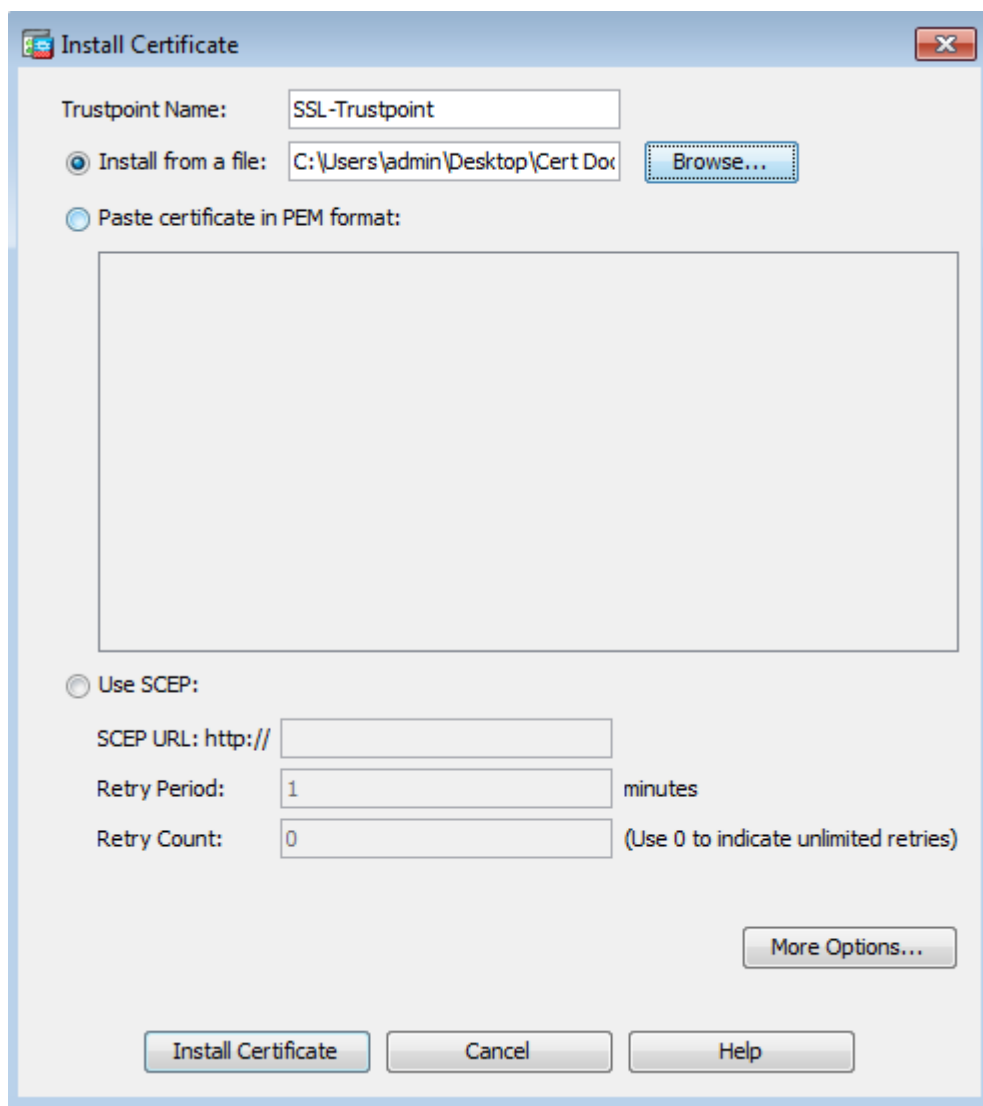 Install Certificate
Trustpoint Name: SSL-Trustpoint
Install from a file: C:\Users\admin\Desktop\Cert Doc Browse...
Paste certificate in PEM format:
Use SCEP:
SCEP URL: http://
Retry Period: 1 minutes
Retry Count: 0 (Use 0 to indicate unlimited retries)
More Options...
Install Certificate Cancel Help